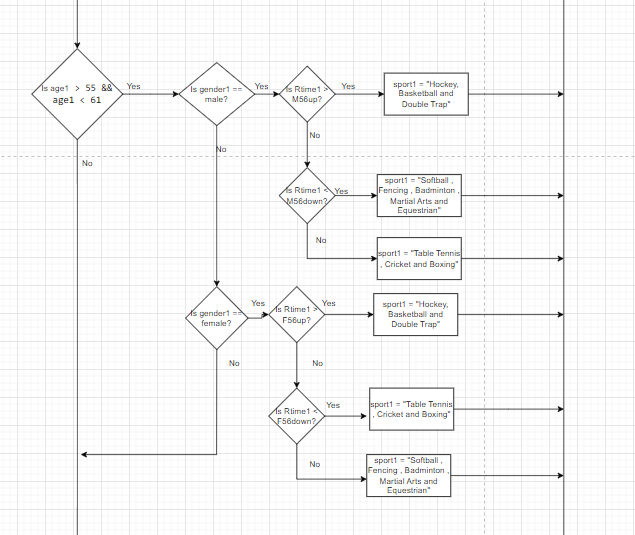 Is age1 > 55 &&
age1 < 61
Yes
Is gender1 ==
male?
Yes
Is Rtime1 >
M56up?
Yes
sport1 = "Hockey,
Basketball and
Double Trap"
No
No
No
Is Rtime1 <
M56down?
Yes
sport1 = "Softball ,
Fencing , Badminton ,
Martial Arts and
Equestrian"
No
sport1 = "Table Tennis
, Cricket and Boxing"
Is gender1 ==
female?
Yes
Is Rtime1 >
F56up?
Yes
sport1 = "Hockey,
Basketball and
Double Trap"
No
No
Is Rtime1 <
F56down?
Yes
sport1 = "Table Tennis
, Cricket and Boxing"
No
sport1 = "Softball ,
Fencing , Badminton ,
Martial Arts and
Equestrian"